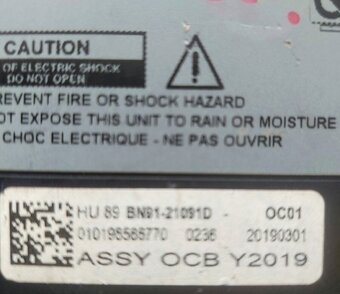 CAUTION
OF ELECTRIC SHOCK
DO NOT OPEN
REVENT FIRE OR SHOCK HAZARD
OT EXPOSE THIS UNIT TO RAIN OR MOISTURE
CHOC ELECTRIQUE - NE PAS OUVRIR
HU 89 BN91-21091D - OC01
010195565770 0236 20190301
ASSY OCB Y2019